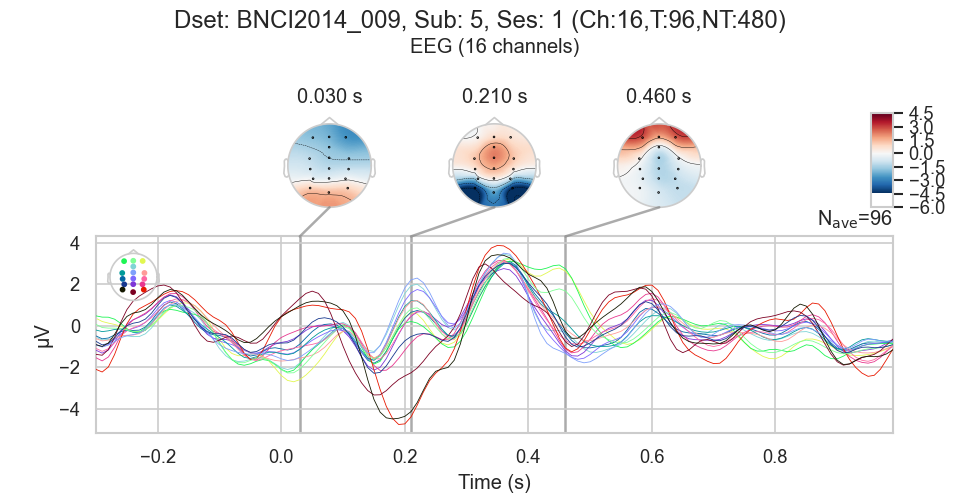 Dset: BNCI2014_009, Sub: 5, Ses: 1 (Ch:16,T:96,NT:480)
EEG (16 channels)
0.030 s 0.210 s 0.460 s
4.5
3.0
1.5
0.0
−1.5
−3.0
−4.5
−6.0
Nave=96
4
2
0
−2
−4
µV
−0.2 0.0 0.2 0.4 0.6 0.8
Time (s)